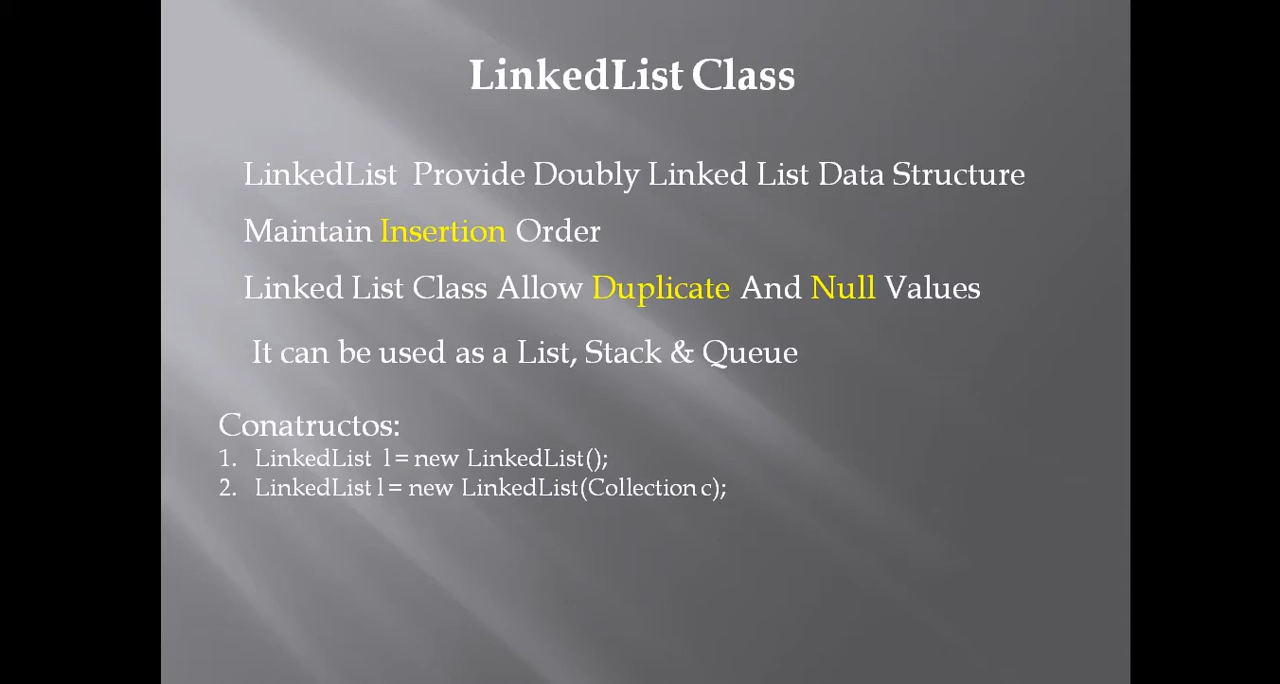 LinkedList Class
LinkedList Provide Doubly Linked List Data Structure
Maintain Insertion Order
Linked List Class Allow Duplicate And Null Values
It can be used as a List, Stack & Queue
Conatructos:
1. LinkedList l = new LinkedList();
2. LinkedList l = new LinkedList(Collection c);